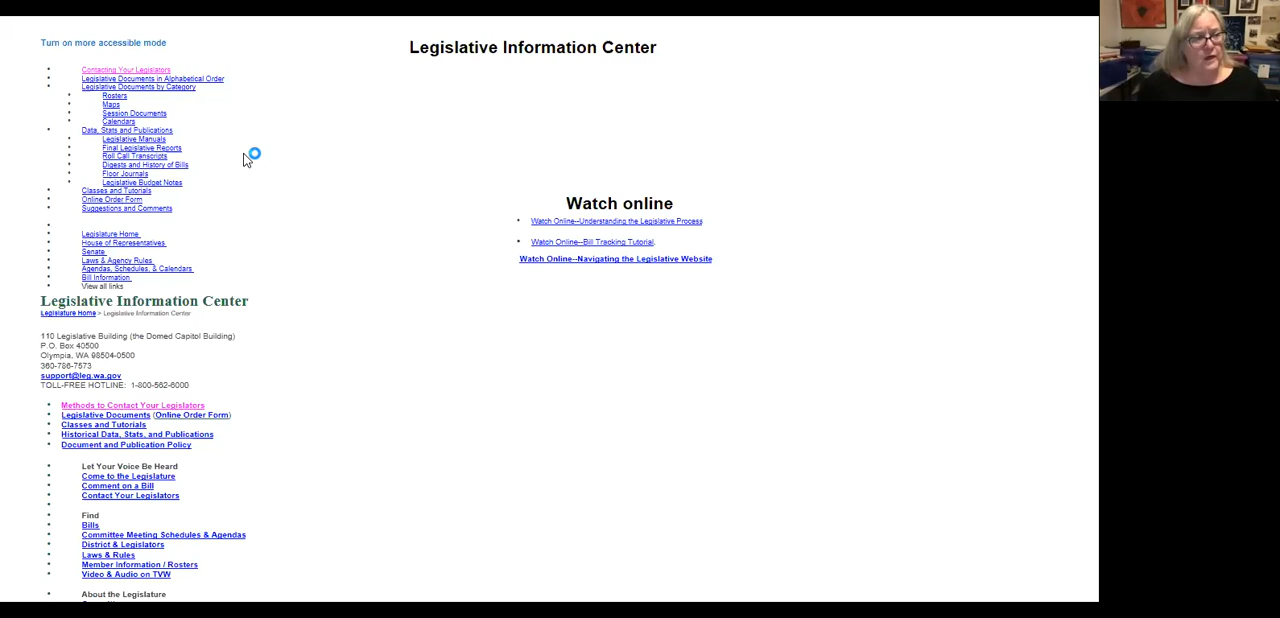 Turn on more accessible mode
Legislative Information Center
Contacting Your Legislators
Legislative Documents in Alphabetical Order
Legislative Documents by Category
Rosters
Maps
Session Documents
Calendars
Data, Stats and Publications
Legislative Manuals
Final Legislative Reports
Roll Call Transcripts
Digests and History of Bills
Floor Journals
Legislative Budget Notes
Classes and Tutorials
Online Order Form
Suggestions and Comments
Watch online
Watch Online--Understanding the Legislative Process
Watch Online--Bill Tracking Tutorial.
Watch Online--Navigating the Legislative Website
Legislature Home
House of Representatives
Senate
Laws & Agency Rules
Agendas, Schedules, & Calendars
Bill Information
View all links
Legislative Information Center
Legislature Home > Legislative Information Center
110 Legislative Building (the Domed Capitol Building)
P.O. Box 40500
Olympia, WA 98504-0500
360-786-7573
support@leg.wa.gov
TOLL-FREE HOTLINE: 1-800-562-6000
Methods to Contact Your Legislators
Legislative Documents (Online Order Form)
Classes and Tutorials
Historical Data, Stats, and Publications
Document and Publication Policy
Let Your Voice Be Heard
Come to the Legislature
Comment on a Bill
Contact Your Legislators
Find
Bills
Committee Meeting Schedules & Agendas
District & Legislators
Laws & Rules
Member Information / Rosters
Video & Audio on TVW
About the Legislature